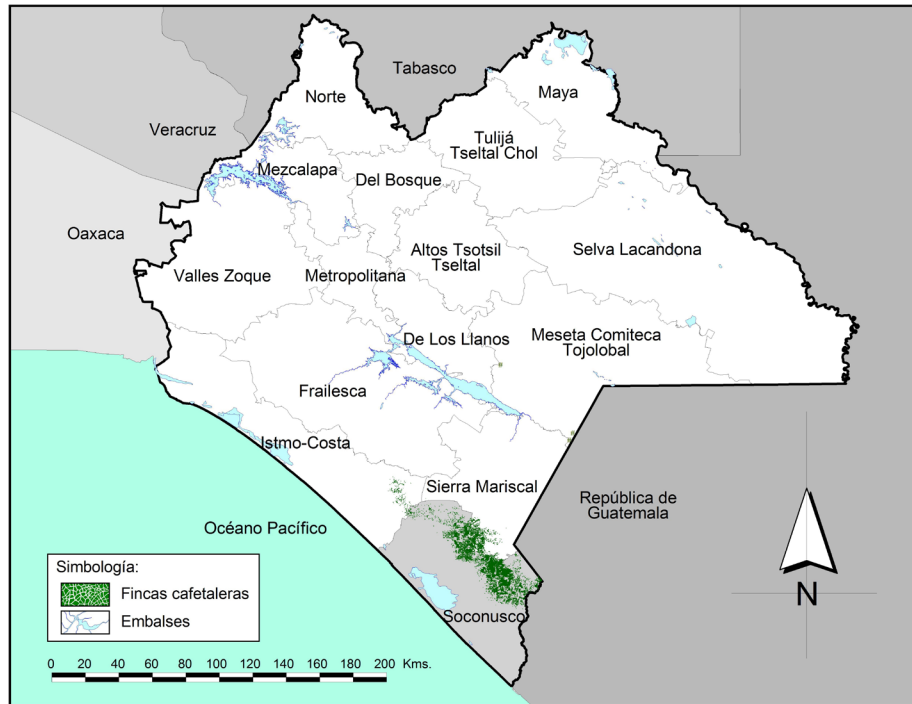 Tabasco
Maya
Norte
Veracruz
Tulijá
Tseltal Chol
Mezcalapa
Del Bosque
Oaxaca
Altos Tsotsil
Tseltal
Selva Lacandona
Valles Zoque
Metropolitana
De Los Llanos
Meseta Comiteca
Tojolobal
Frailesca
Istmo-Costa
Sierra Mariscal
República de
Guatemala
Océano Pacífico
Simbología:
Fincas cafetaleras
Embalses
Soconusco
N
0 20 40 60 80 100 120 140 160 180 200 Kms.